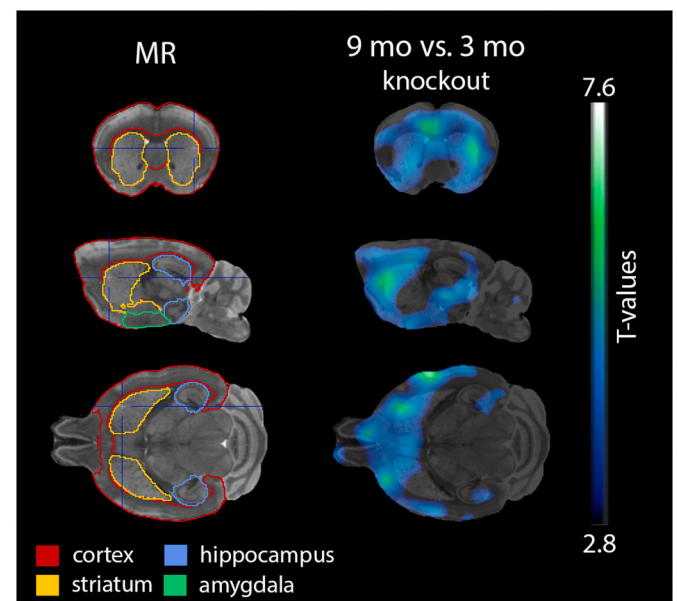 MR
9 mo vs. 3 mo
knockout
7.6
T-values
2.8
cortex
hippocampus
striatum
amygdala